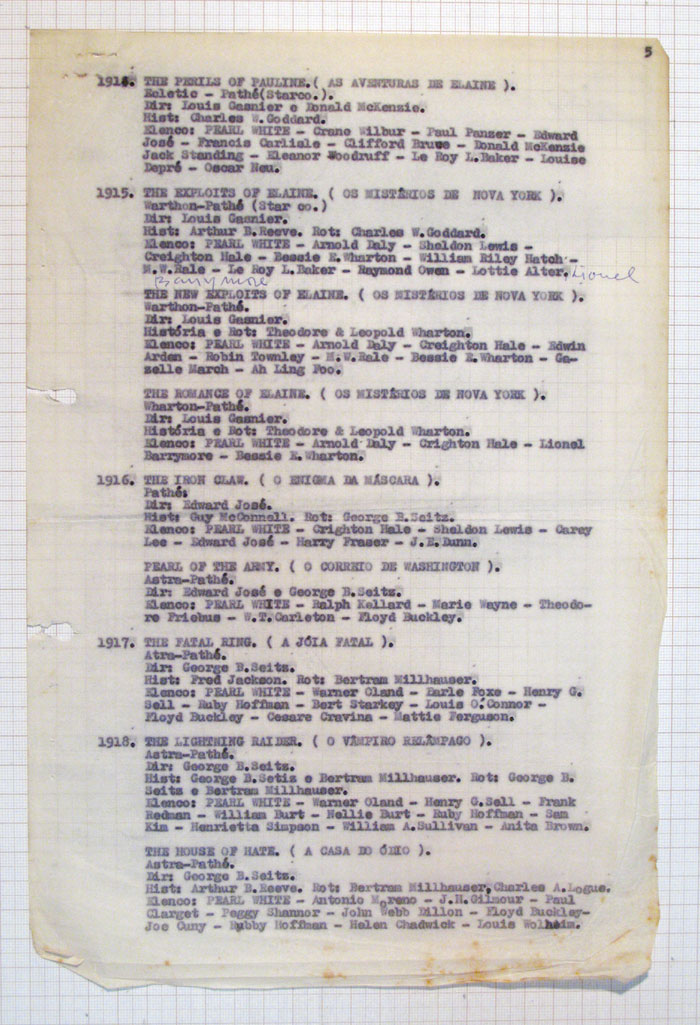 5
1914. THE PERILS OF PAULINE.( AS AVENTURAS DE ELAINE ).
Ecletic - Pathé(Starco.).
Dir: Louis Gasnier e Donald McKenzie.
Hist: Charles W.Goddard.
Elenco: PEARL WHITE - Crane Wilbur - Paul Panzer - Edward
José - Francis Carlisle - Clifford Bruce - Donald McKenzie
Jack Standing - Eleanor Woodruff - Le Roy L.Baker - Louise
Depré - Oscar Neu.
1915. THE EXPLOITS OF ELAINE. ( OS MISTÉRIOS DE NOVA YORK ).
Warthon-Pathé (Star co.)
Dir: Louis Gasnier.
Hist: Arthur B.Reeve. Rot: Charles W.Goddard.
Elenco: PEARL WHITE - Arnold Daly - Sheldon Lewis -
Creighton Hale - Bessie E.Wharton - William Riley Hatch -
M.W.Rale - Le Roy L.Baker - Raymond Owen - Lottie Alter, Lionel
Barrymore
THE NEW EXPLOITS OF ELAINE. ( OS MISTÉRIOS DE NOVA YORK ).
Warthon-Pathé.
Dir: Louis Gasnier.
História e Rot: Theodore & Leopold Wharton.
Elenco: PEARL WHITE - Arnold Daly - Creighton Hale - Edwin
Arden - Robin Townley - M.W.Rale - Bessie E.Wharton - Ga-
zelle March - Ah Ling Foo.
THE ROMANCE OF ELAINE. ( OS MISTÉRIOS DE NOVA YORK ).
Wharton-Pathé.
Dir: Louis Gasnier.
História e Rot: Theodore & Leopold Wharton.
Elenco: PEARL WHITE - Arnold Daly - Crighton Hale - Lionel
Barrymore - Bessie E.Wharton.
1916. THE IRON CLAW. ( O ENIGMA DA MÁSCARA ).
Pathé:
Dir: Edward José.
Hist: Guy McConnell. Rot: George B.Seitz.
Elenco: PEARL WHITE - Crighton Hale - Sheldon Lewis - Carey
Lee - Edward José - Harry Fraser - J.E.Dunn.
PEARL OF THE ARMY. ( O CORREIO DE WASHINGTON ).
Astra-Pathé.
Dir: Edward José e George B.Seitz.
Elenco: PEARL WHITE - Ralph Kellard - Marie Wayne - Theodo-
re Friebus - W.T.Carleton - Floyd Buckley.
1917. THE FATAL RING. ( A JÓIA FATAL ).
Atra-Pathé.
Dir: George B.Seitz.
Hist: Fred Jackson. Rot: Bertram Millhauser.
Elenco: PEARL WHITE - Warner Oland - Earle Foxe - Henry G.
Sell - Ruby Hoffman - Bert Starkey - Louis O'Connor -
Floyd Buckley - Cesare Gravina - Mattie Ferguson.
1918. THE LIGHTNING RAIDER. ( O VÂMPIRO RELÂMPAGO ).
Astra-Pathé.
Dir: George B.Seitz.
Hist: George B.Setiz e Bertram Millhauser. Rot: George B.
Seitz e Bertram Millhauser.
Elenco: PEARL WHITE - Warner Oland - Henry G.Sell - Frank
Redman - William Burt - Nellie Burt - Ruby Hoffman - Sam
Kim - Henrietta Simpson - William A.Sullivan - Anita Brown.
THE HOUSE OF HATE. ( A CASA DO ÓDIO ).
Astra-Pathé.
Dir: George B.Seitz.
Hist: Arthur B.Reeve. Rot: Bertram Millhauser,Charles A.Logue.
Elenco: PEARL WHITE - Antonio Moreno - J.H.Gilmour - Paul
Clarget - Peggy Shannor - John Webb Dillon - Floyd Buckley-
Joe Cuny - Rubby Hoffman - Helen Chadwick - Louis Wolheim.